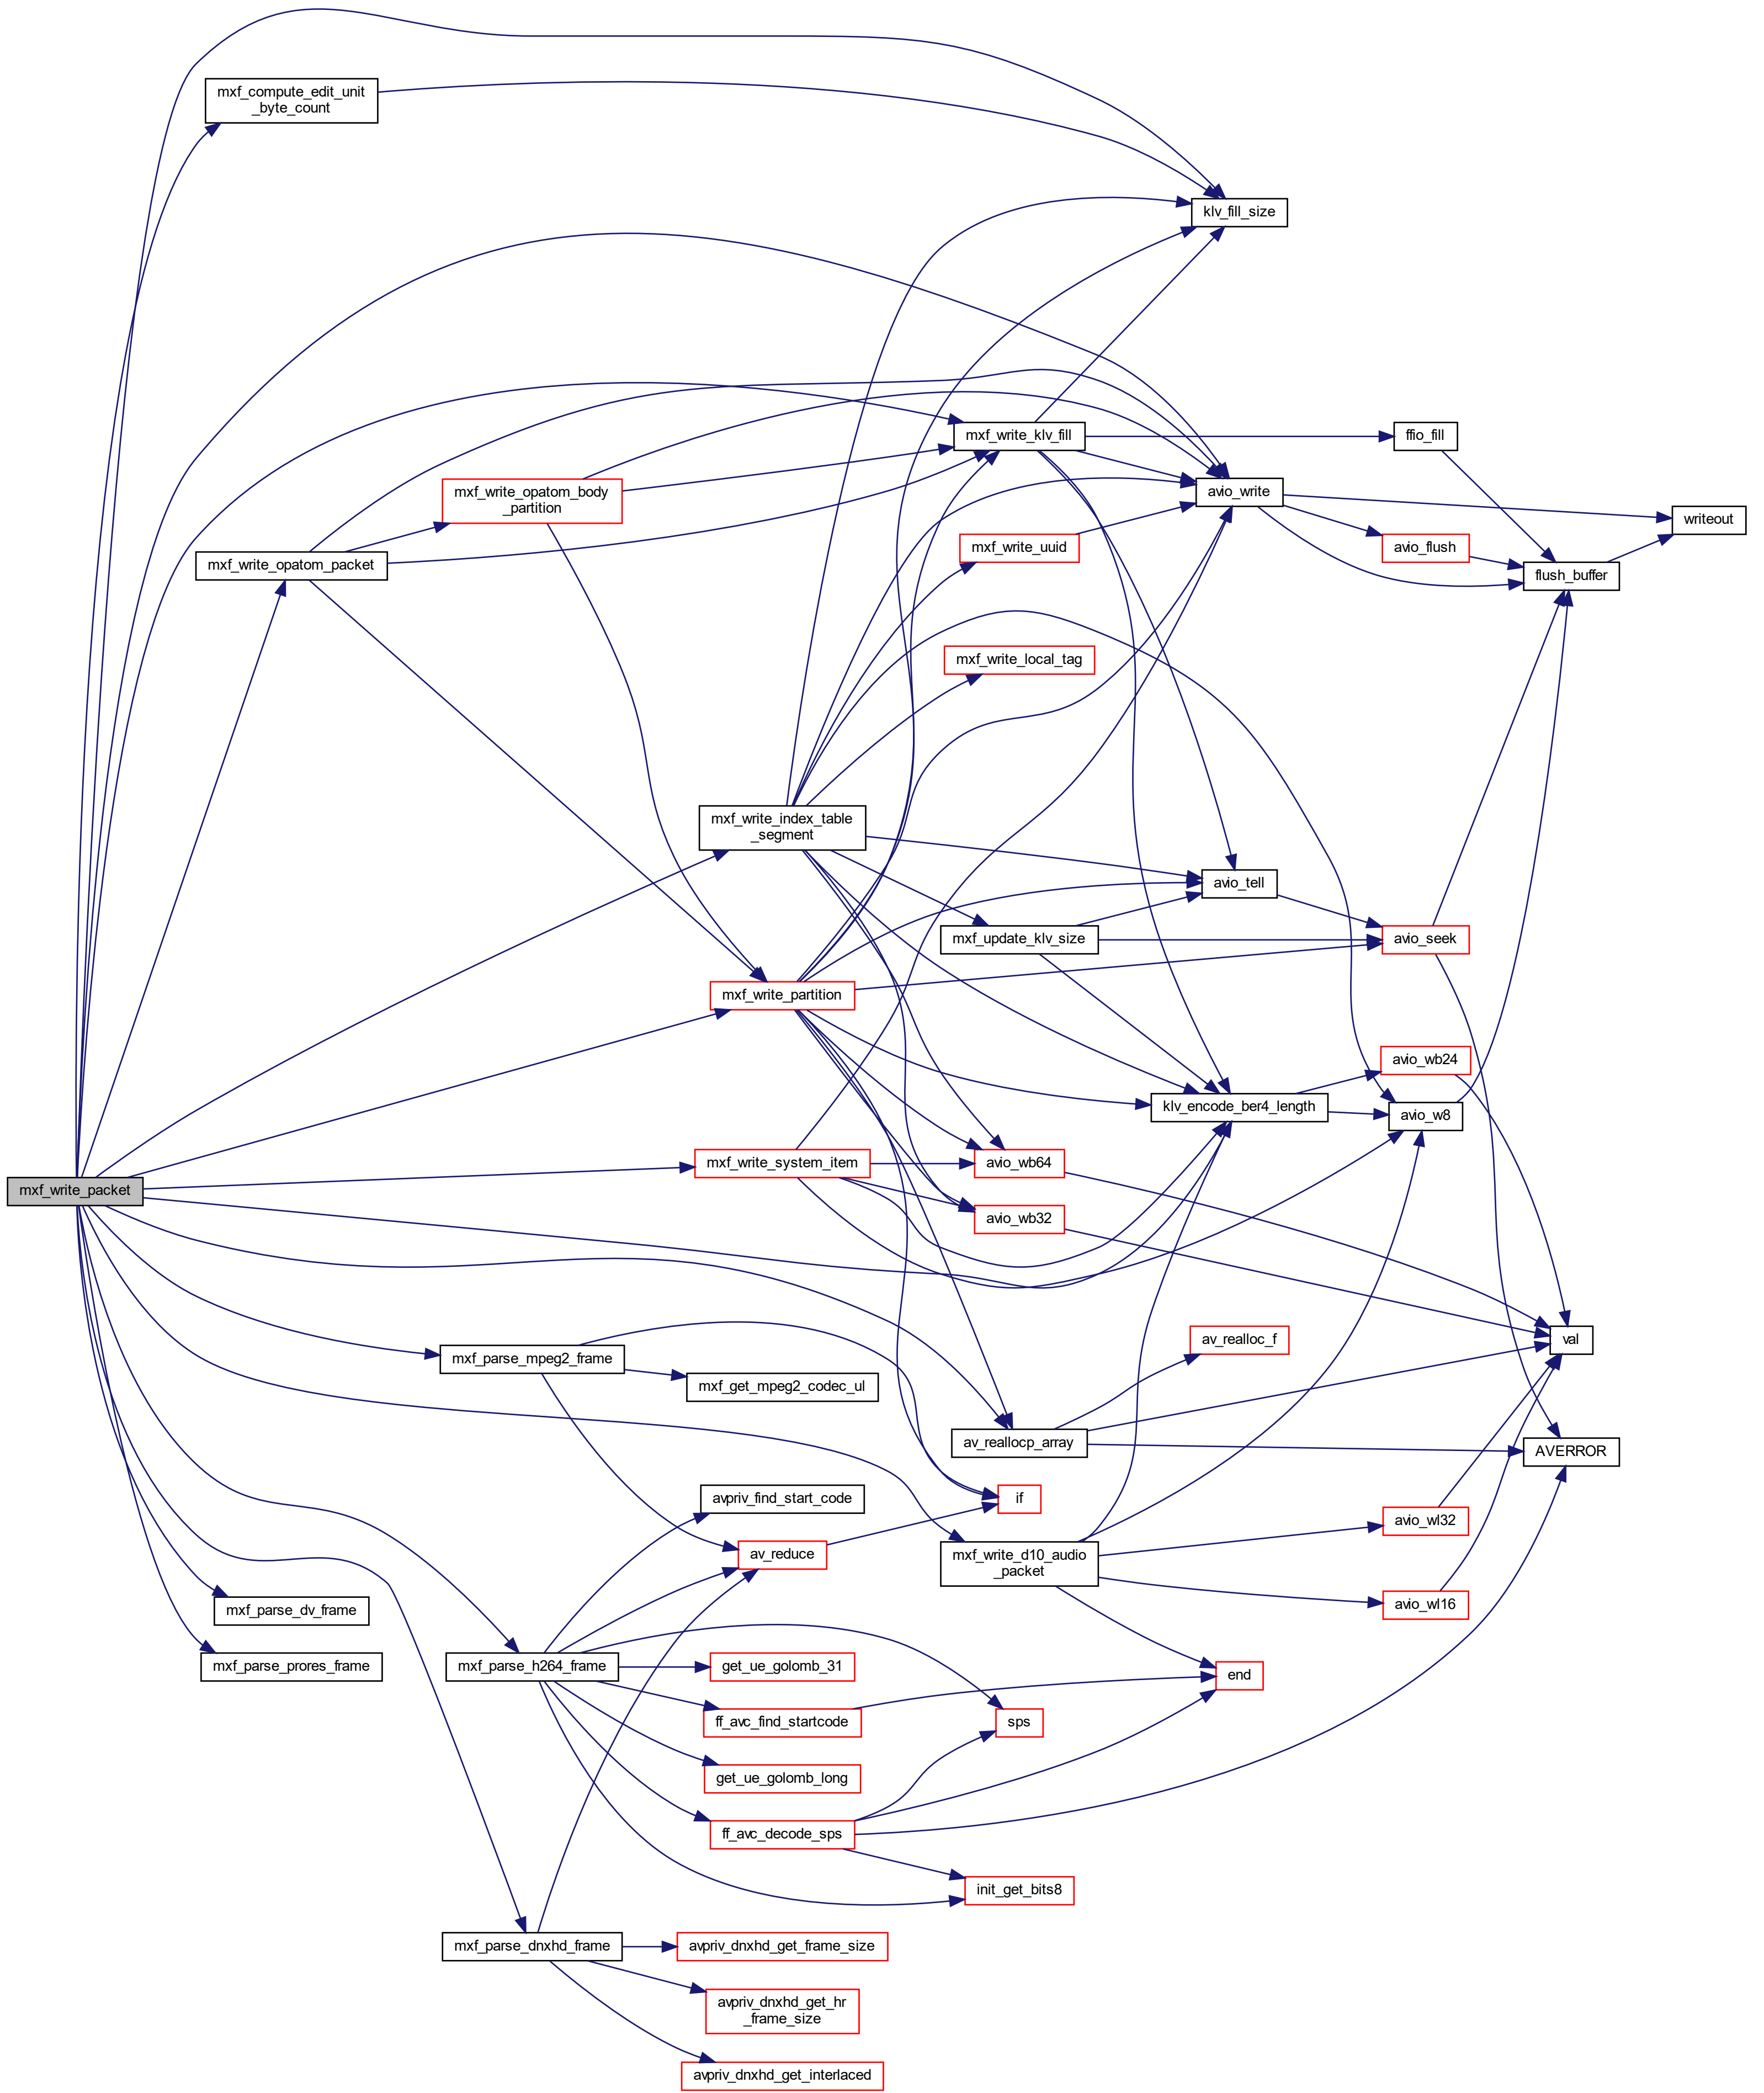 mxf_compute_edit_unit
_byte_count
klv_fill_size
mxf_write_klv_fill
ffio_fill
mxf_write_opatom_body
_partition
avio_write
writeout
mxf_write_uuid
avio_flush
mxf_write_opatom_packet
flush_buffer
mxf_write_local_tag
mxf_write_index_table
_segment
avio_tell
mxf_update_klv_size
avio_seek
mxf_write_partition
avio_wb24
klv_encode_ber4_length
avio_w8
mxf_write_system_item
avio_wb64
mxf_write_packet
avio_wb32
av_realloc_f
val
mxf_parse_mpeg2_frame
mxf_get_mpeg2_codec_ul
av_reallocp_array
AVERROR
avpriv_find_start_code
if
avio_wl32
av_reduce
mxf_write_d10_audio
_packet
avio_wl16
mxf_parse_dv_frame
mxf_parse_prores_frame
mxf_parse_h264_frame
get_ue_golomb_31
end
ff_avc_find_startcode
sps
get_ue_golomb_long
ff_avc_decode_sps
init_get_bits8
mxf_parse_dnxhd_frame
avpriv_dnxhd_get_frame_size
avpriv_dnxhd_get_hr
_frame_size
avpriv_dnxhd_get_interlaced